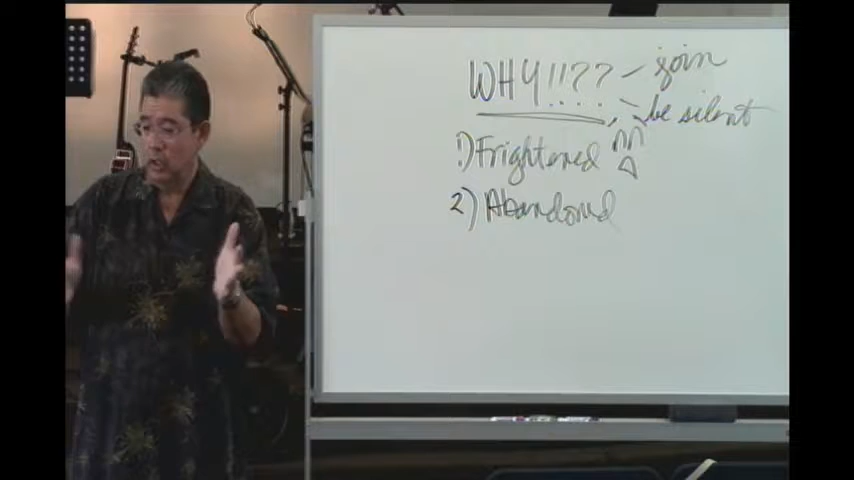 WHY!!?? – join
– be silent
1) Frightened
2) Abandoned